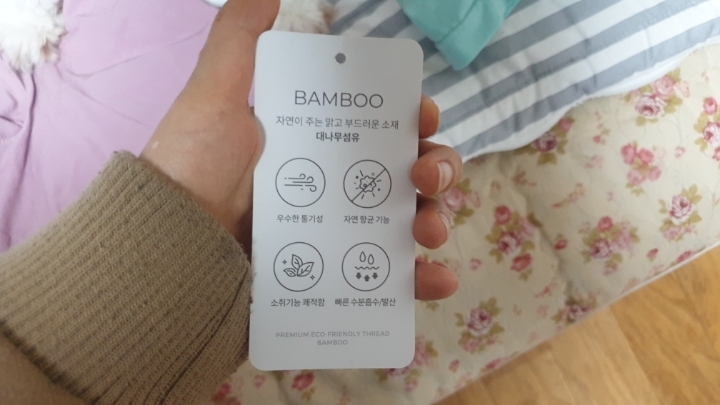 BAMBOO
자연이 주는 맑고 부드러운 소재
대나무섬유
우수한 통기성
자연 항균 기능
소취기능 쾌적함
빠른 수분흡수/발산
PREMIUM ECO-FRIENDLY THREAD
BAMBOO